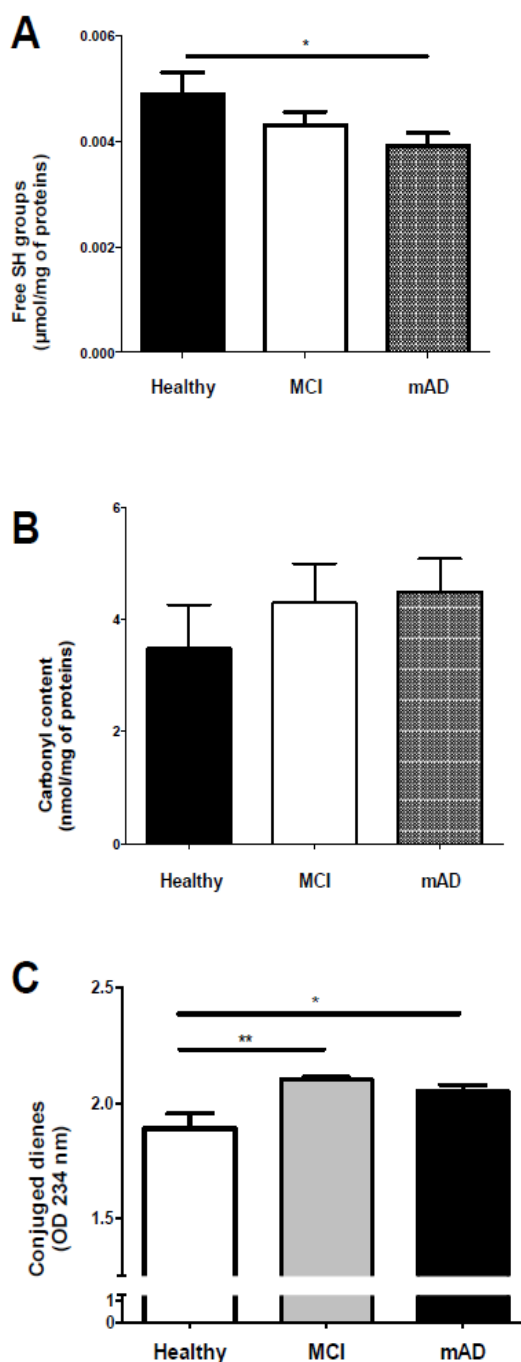 A
0.006
0.004
0.002
0.000
Free SH groups
(µmol/mg of proteins)
*
Healthy MCI mAD
B
6
4
2
0
Carbonyl content
(nmol/mg of proteins)
Healthy MCI mAD
C
2.5
2.0
1.5
1
0
Conjuged dienes
(OD 234 nm)
*
**
Healthy MCI mAD